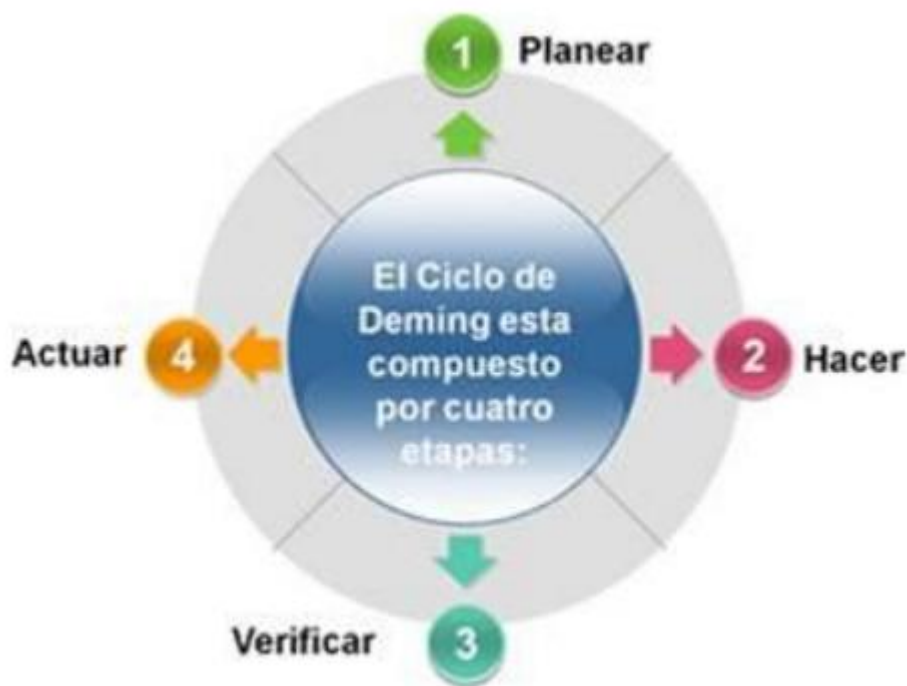 1 Planear
El Ciclo de
Deming esta
compuesto
por cuatro
etapas:
Actuar 4
2 Hacer
Verificar 3